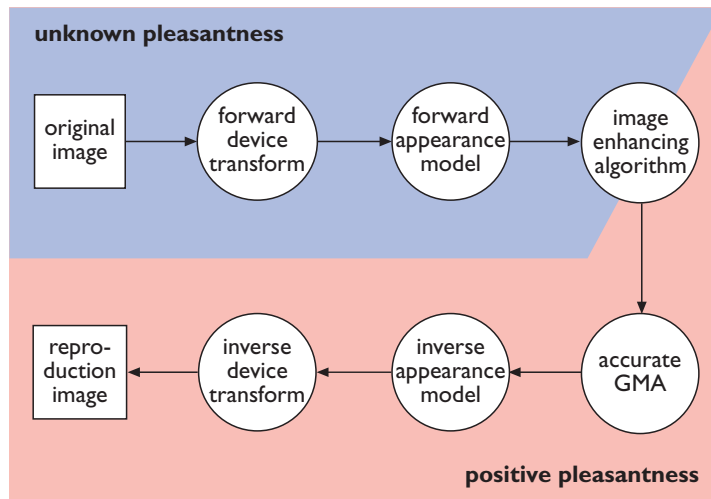 unknown pleasantness
original
image
forward
device
transform
forward
appearance
model
image
enhancing
algorithm
repro-
duction
image
inverse
device
transform
inverse
appearance
model
accurate
GMA
positive pleasantness